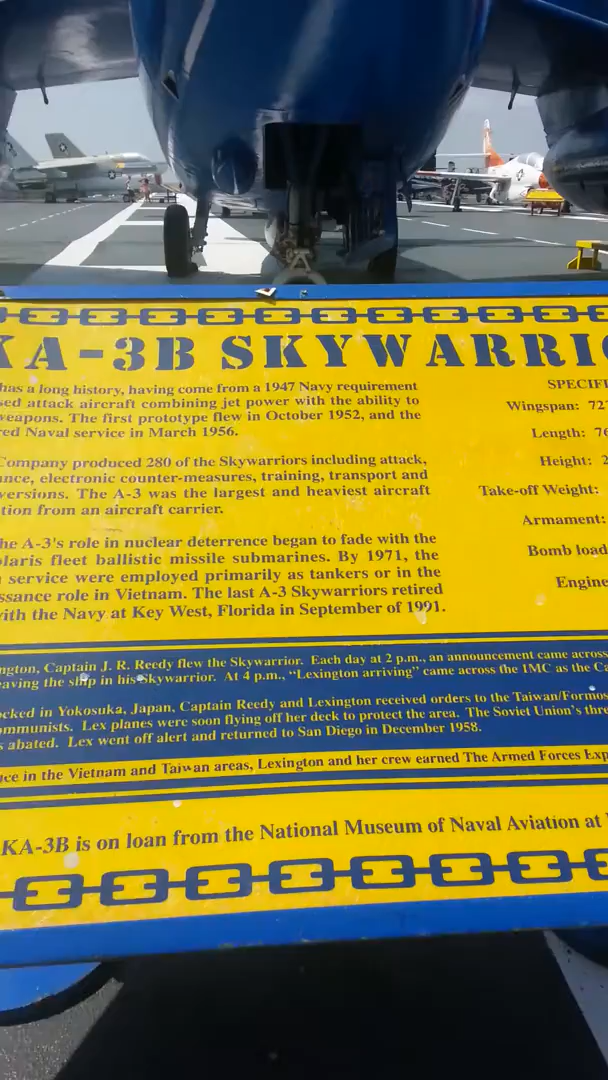 KA-3B SKYWARRIO
has a long history, having come from a 1947 Navy requirement
sed attack aircraft combining jet power with the ability to
weapons. The first prototype flew in October 1952, and the
red Naval service in March 1956.
Company produced 280 of the Skywarriors including attack,
nce, electronic counter-measures, training, transport and
versions. The A-3 was the largest and heaviest aircraft
tion from an aircraft carrier.
he A-3's role in nuclear deterrence began to fade with the
laris fleet ballistic missile submarines. By 1971, the
service were employed primarily as tankers or in the
ssance role in Vietnam. The last A-3 Skywarriors retired
with the Navy at Key West, Florida in September of 1991.
SPECIFI
Wingspan: 72'
Length: 76
Height: 2
Take-off Weight:
Armament:
Bomb load
Engine
ngton, Captain J. R. Reedy flew the Skywarrior. Each day at 2 p.m., an announcement came across
eaving the ship in his Skywarrior. At 4 p.m., "Lexington arriving" came across the 1MC as the Ca
ocked in Yokosuka, Japan, Captain Reedy and Lexington received orders to the Taiwan/Formos
ommunists. Lex planes were soon flying off her deck to protect the area. The Soviet Union's thre
s abated. Lex went off alert and returned to San Diego in December 1958.
ce in the Vietnam and Taiwan areas, Lexington and her crew earned The Armed Forces Exp
KA-3B is on loan from the National Museum of Naval Aviation at